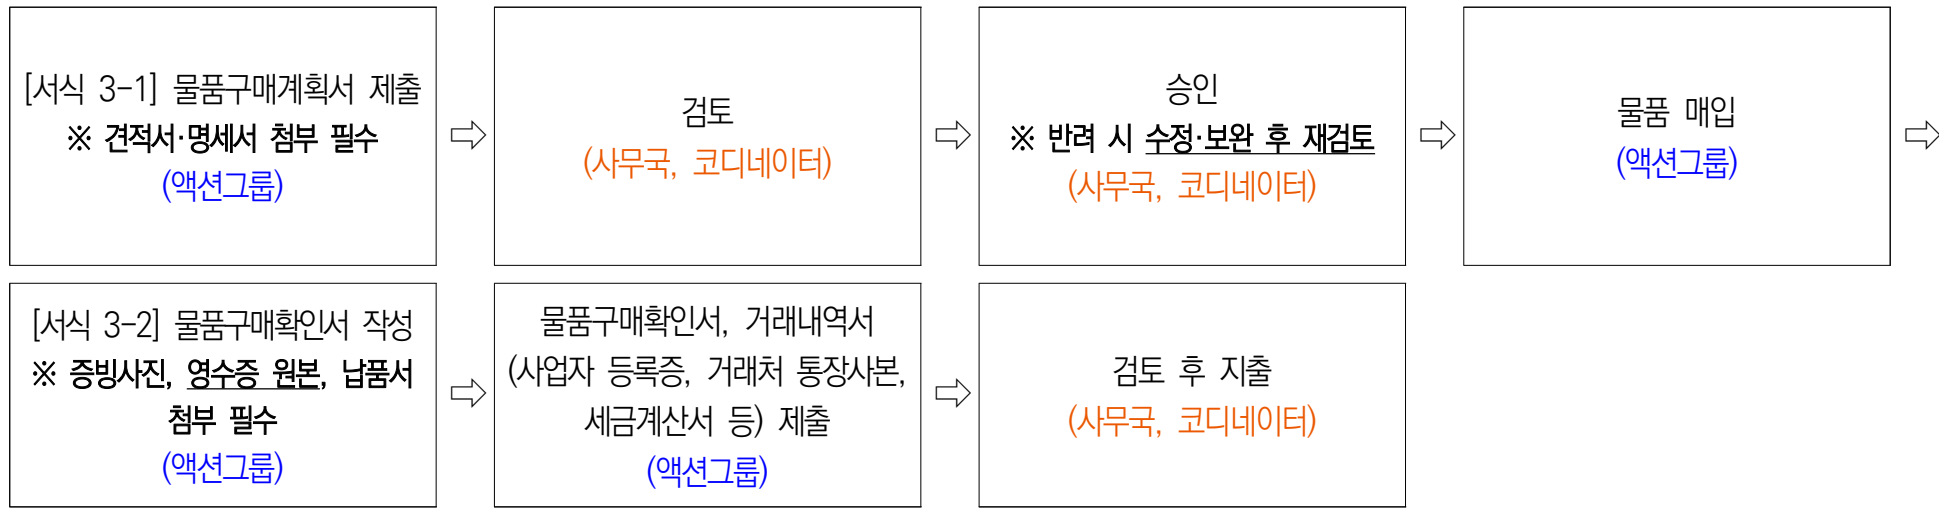 [서식 3-1] 물품구매계획서 제출
※ 견적서·명세서 첨부 필수
(액션그룹)
검토
(사무국, 코디네이터)
승인
※ 반려 시 수정·보완 후 재검토
(사무국, 코디네이터)
물품 매입
(액션그룹)
[서식 3-2] 물품구매확인서 작성
※ 증빙사진, 영수증 원본, 납품서
첨부 필수
(액션그룹)
물품구매확인서, 거래내역서
(사업자 등록증, 거래처 통장사본,
세금계산서 등) 제출
(액션그룹)
검토 후 지출
(사무국, 코디네이터)